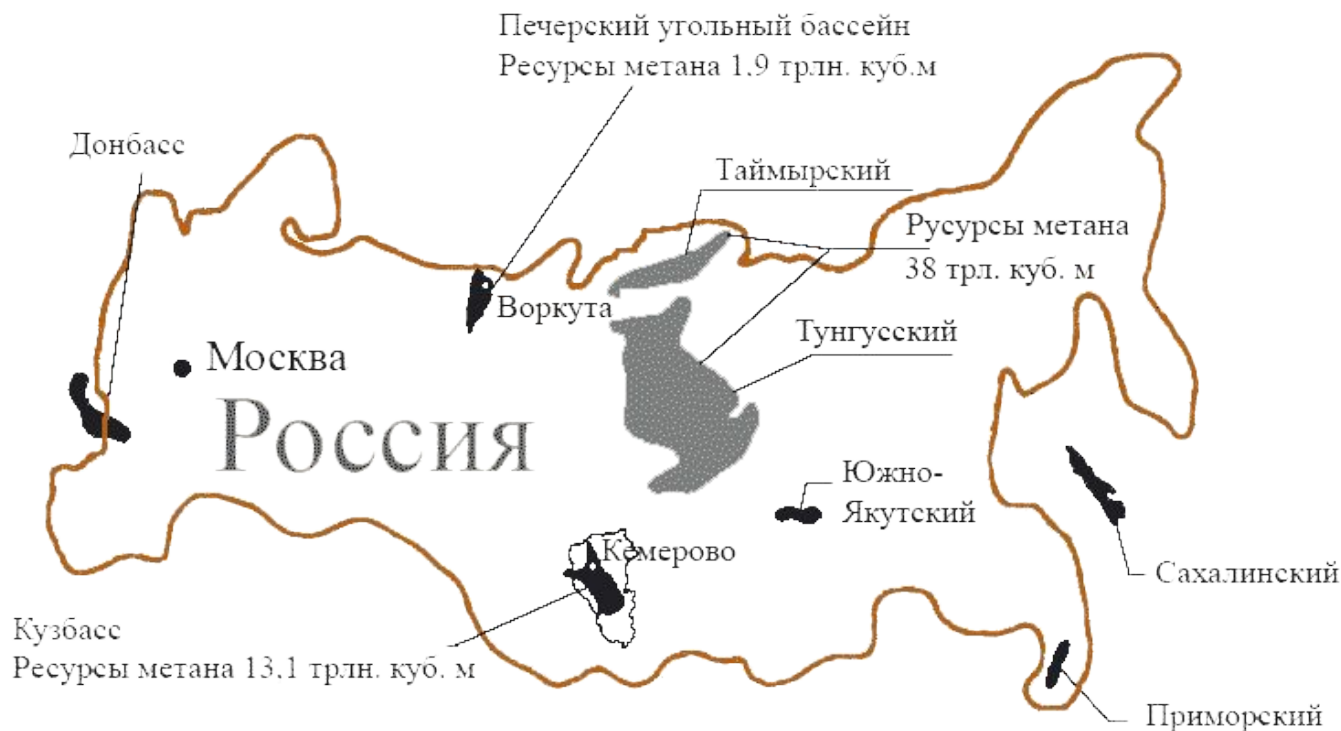 Печерский угольный бассейн
Ресурсы метана 1,9 трлн. куб.м
Донбасс
Таймырский
Русурсы метана
38 трл. куб. м
Воркута
Тунгусский
Москва
Россия
Южно-
Якутский
Кемерово
Сахалинский
Кузбасс
Ресурсы метана 13,1 трлн. куб. м
Приморский